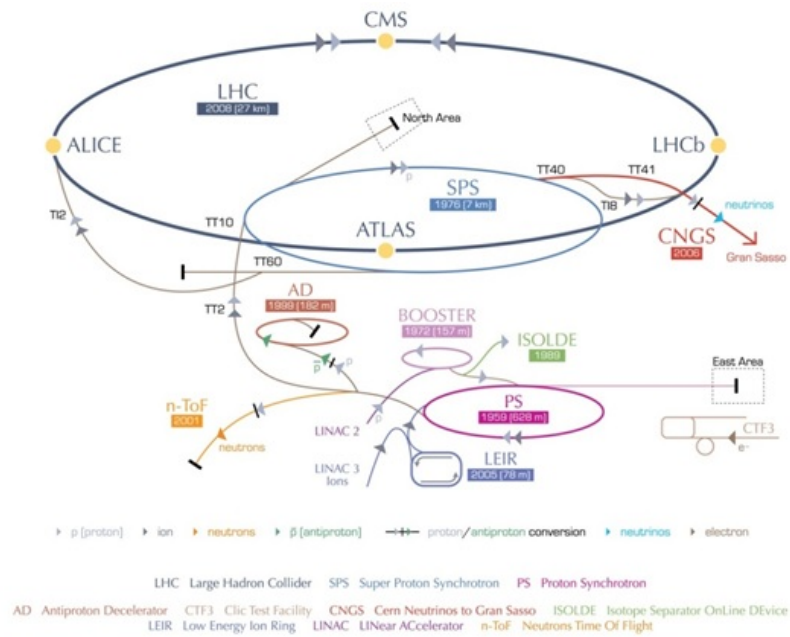 CMS
LHC
2008 (27 km)
North Area
ALICE
LHCb
TT40
TT41
p
SPS
1976 (7 km)
TI2
TT10
TI8
neutrinos
ATLAS
CNGS
2006
Gran Sasso
TT60
AD
1999 (182 m)
TT2
BOOSTER
1972 (157 m)
ISOLDE
1989
p̅
p
East Area
n-ToF
2001
PS
1959 (628 m)
LINAC 2
p
neutrons
CTF3
e-
LINAC 3
Ions
LEIR
2005 (78 m)
p [proton] ion neutrons p̅ [antiproton] proton/antiproton conversion neutrinos electron
LHC Large Hadron Collider SPS Super Proton Synchrotron PS Proton Synchrotron
AD Antiproton Decelerator CTF3 Clic Test Facility CNGS Cern Neutrinos to Gran Sasso ISOLDE Isotope Separator OnLine DEvice
LEIR Low Energy Ion Ring LINAC LINear ACcelerator n-ToF Neutrons Time Of Flight